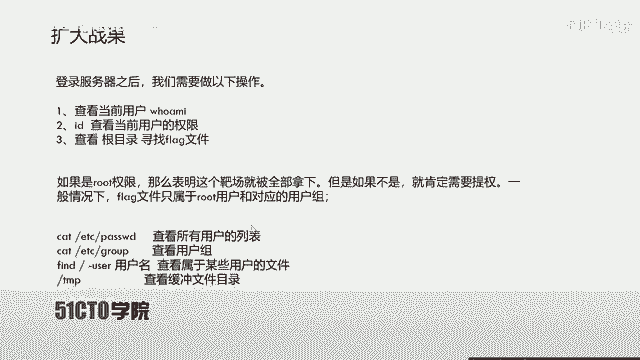 扩大战果
登录服务器之后，我们需要做以下操作。
1、查看当前用户 whoami
2、id 查看当前用户的权限
3、查看 根目录 寻找flag文件
如果是root权限，那么表明这个靶场就被全部拿下。但是如果不是，就肯定需要提权。一
般情况下，flag文件只属于root用户和对应的用户组；
cat /etc/passwd 查看所有用户的列表
cat /etc/group 查看用户组
find / -user 用户名 查看属于某些用户的文件
/tmp 查看缓冲文件目录
51CTO学院